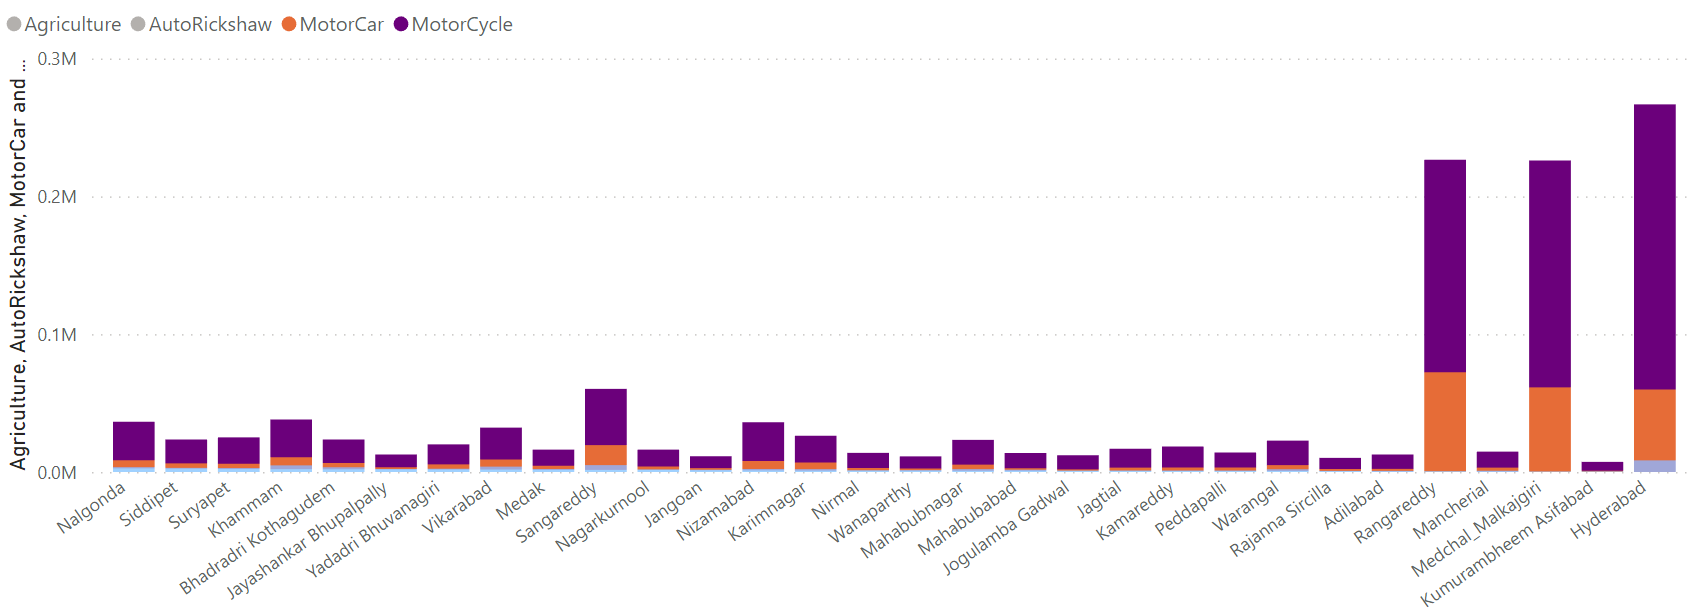 Agriculture AutoRickshaw MotorCar MotorCycle
Agriculture, AutoRickshaw, MotorCar and ...
0.3M
0.2M
0.1M
0.0M
Nalgonda
Siddipet
Suryapet
Khammam
Bhadradri Kothagudem
Jayashankar Bhupalpally
Yadadri Bhuvanagiri
Vikarabad
Medak
Sangareddy
Nagarkurnool
Jangoan
Nizamabad
Karimnagar
Nirmal
Wanaparthy
Mahabubnagar
Mahabubabad
Jogulamba Gadwal
Jagtial
Kamareddy
Peddapalli
Warangal
Rajanna Sircilla
Adilabad
Rangareddy
Mancherial
Medchal_Malkajgiri
Kumurambheem Asifabad
Hyderabad